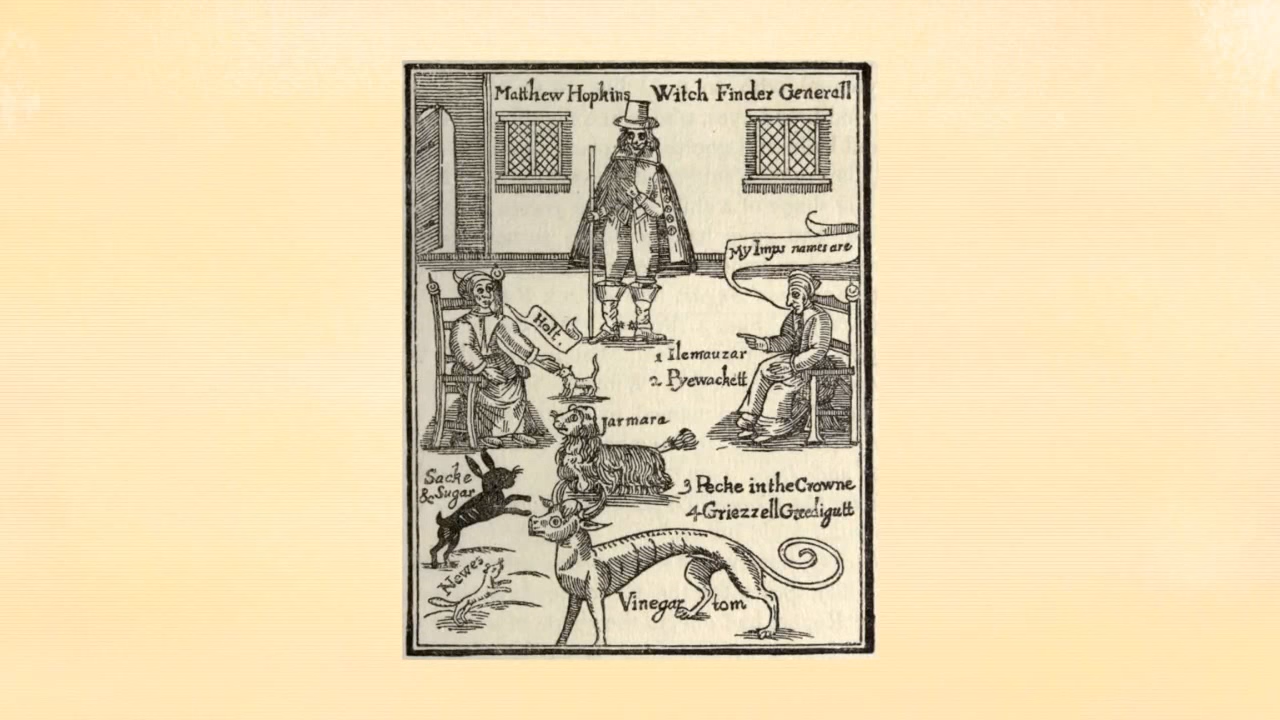 Matthew Hopkins Witch Finder Generall
My Imps names are
Holt.
1 Ilemauzar
2 Pyewackett
Jarmara
Sacke
& Sugar
3 Pecke in the Crowne
4 Griezzell Greedigutt
Newes
Vinegar tom